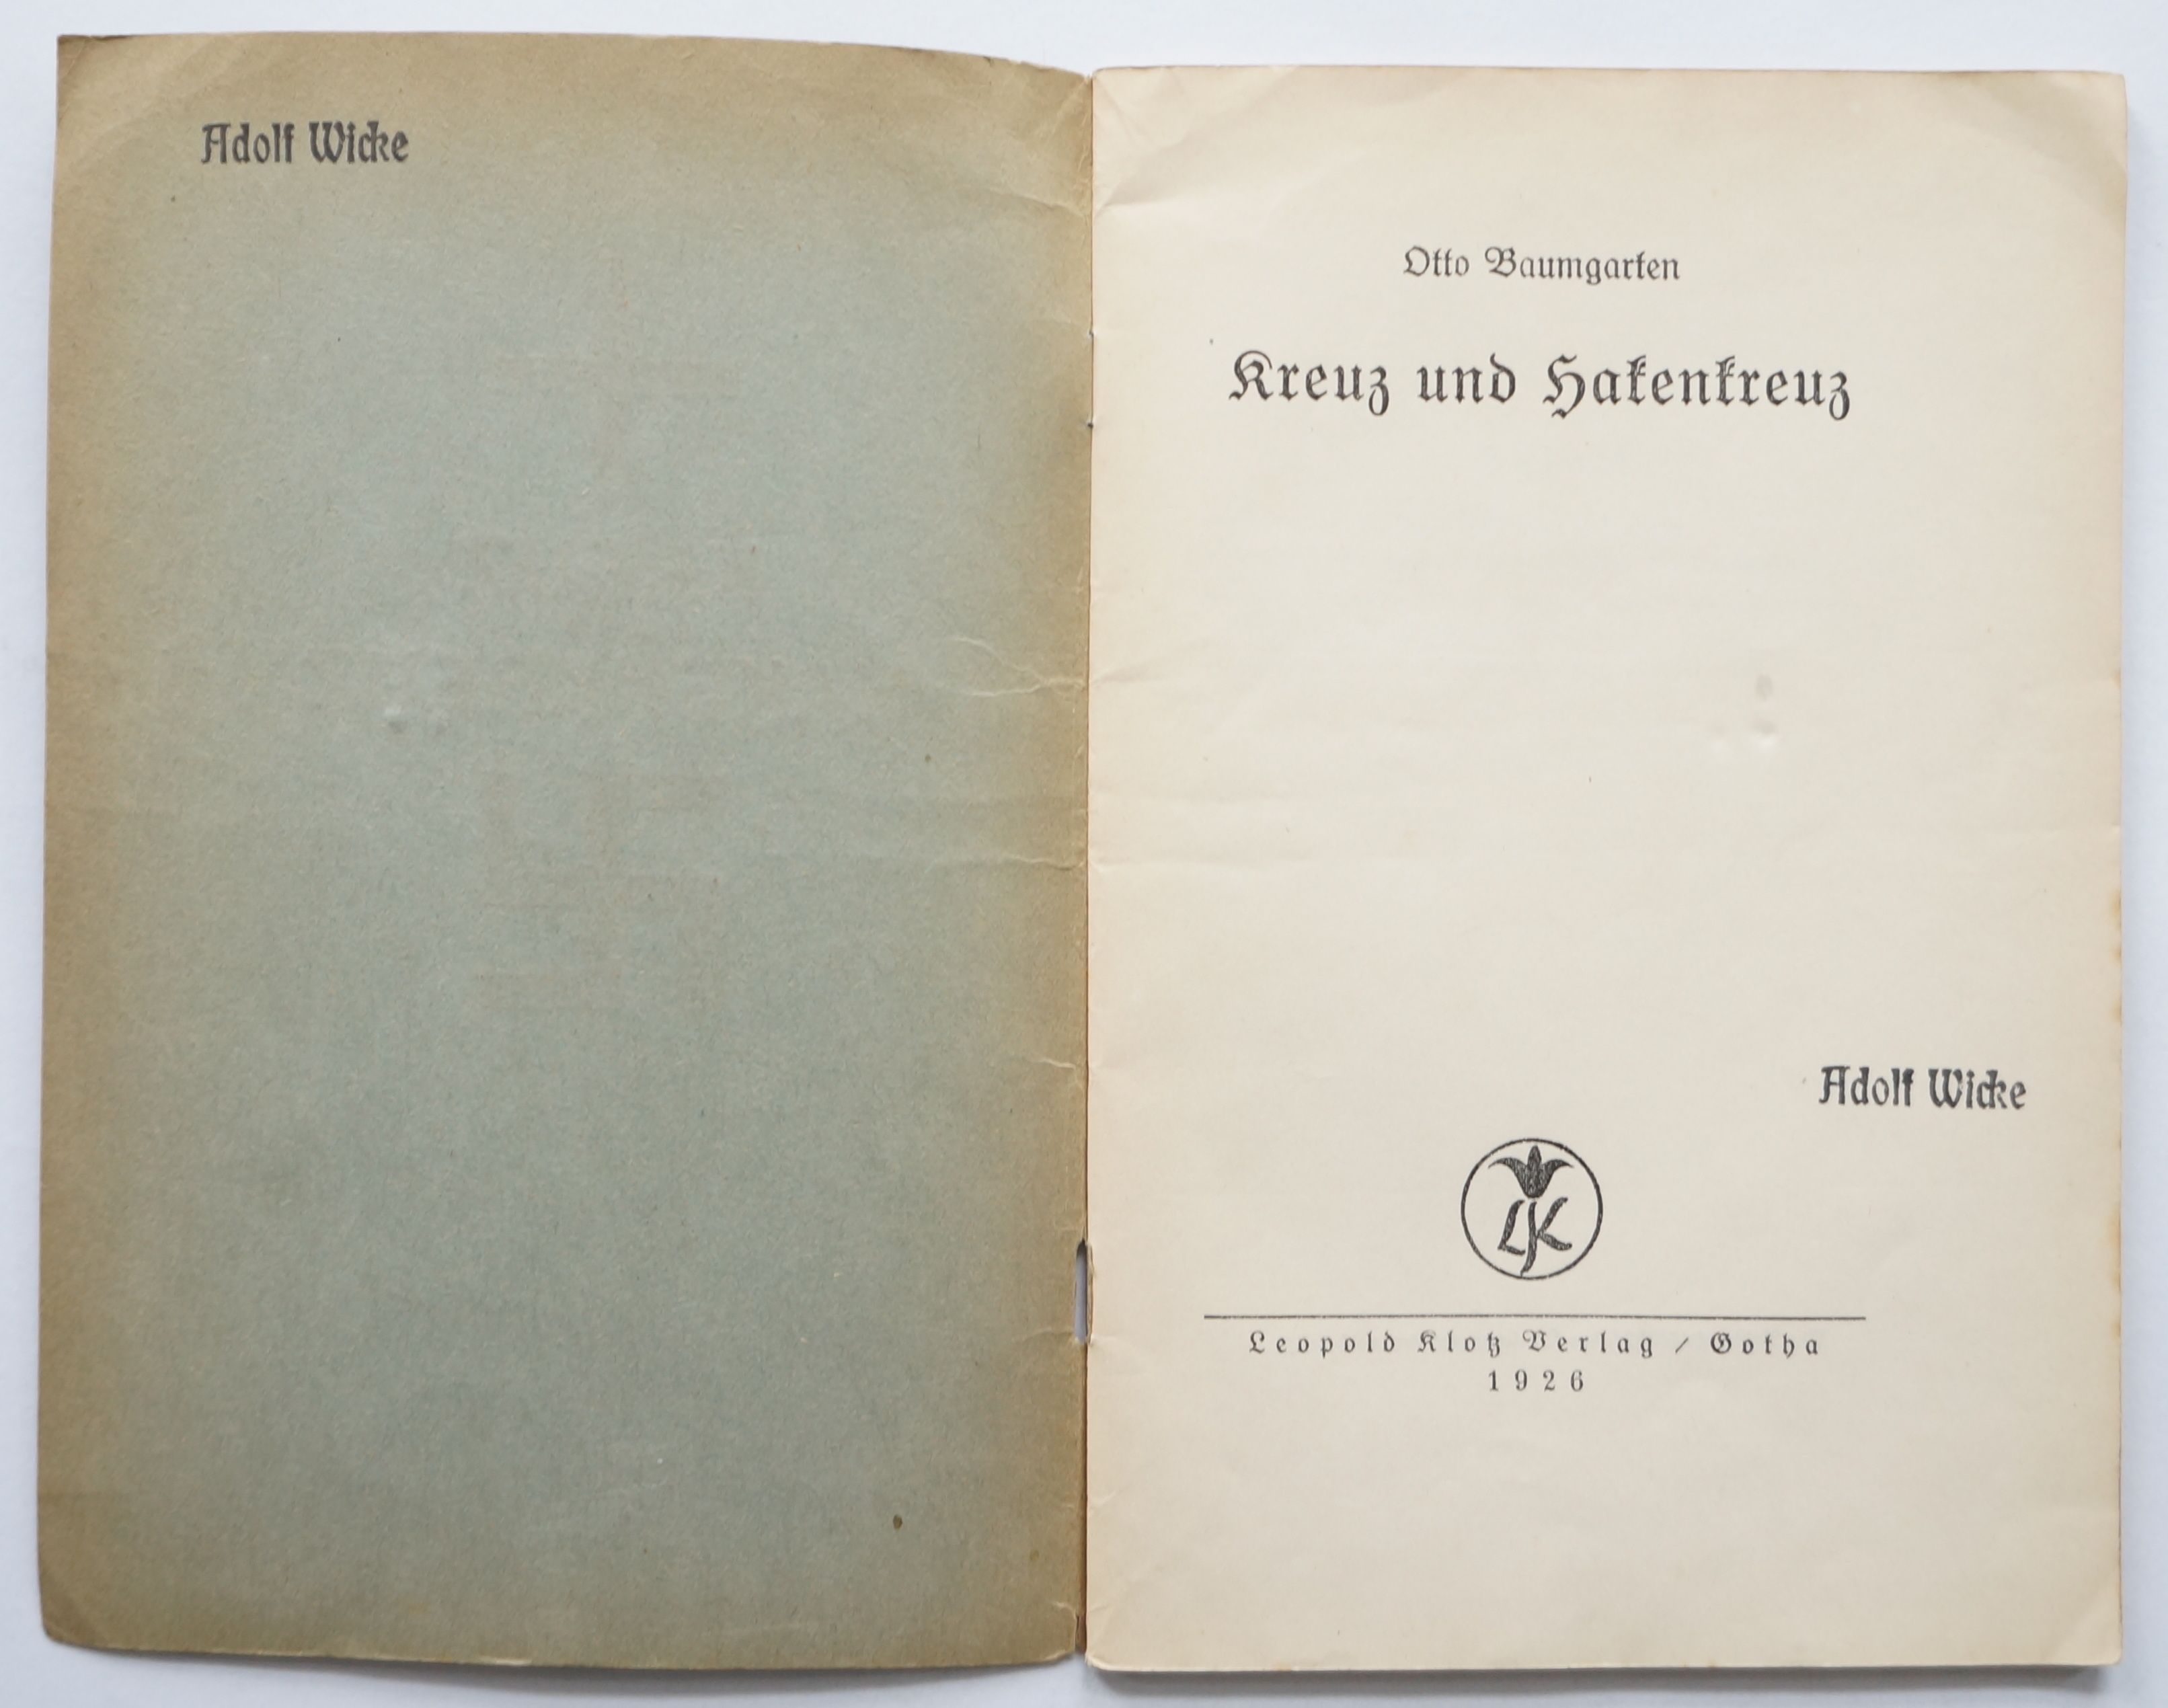 Adolf Wicke
Otto Baumgarten
Kreuz und Hakenkreuz
Adolf Wicke
LK
Leopold Klotz Verlag / Gotha
1926